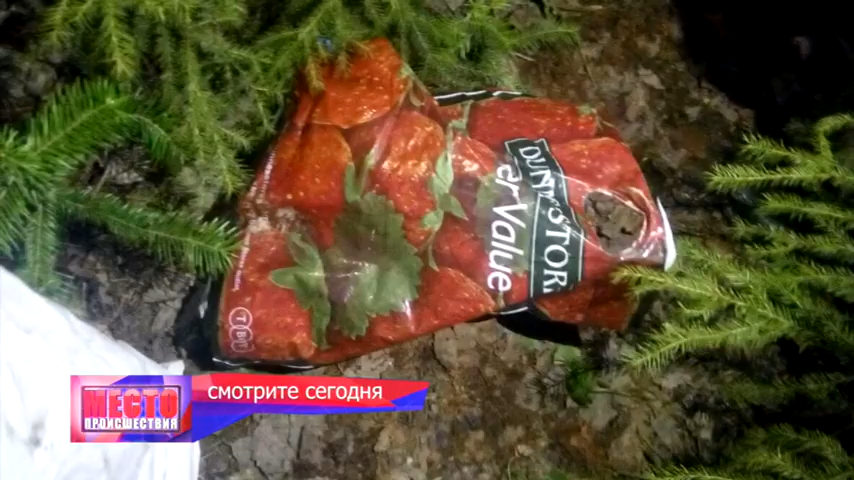 DUNNES STOR
er Value
смотрите сегодня
МЕСТО
ПРОИСШЕСТВИЯ